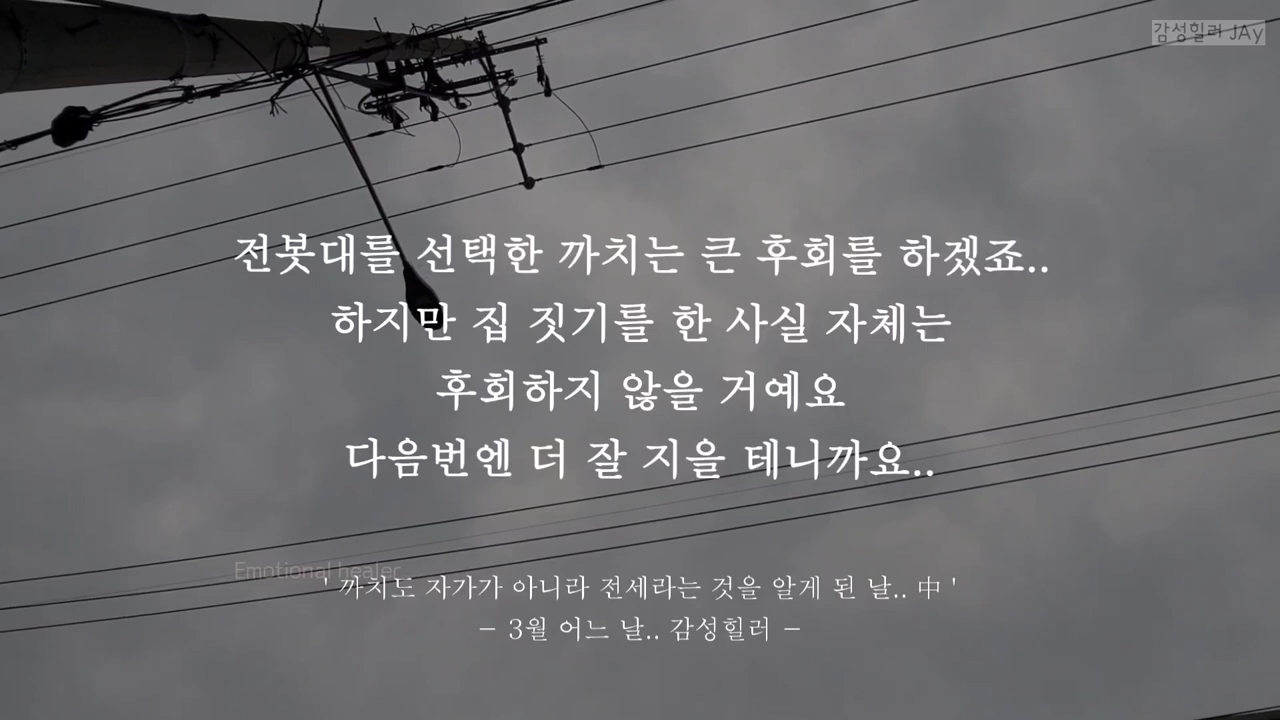 감성힐러 JAy
전봇대를 선택한 까치는 큰 후회를 하겠죠..
하지만 집 짓기를 한 사실 자체는
후회하지 않을 거예요
다음번엔 더 잘 지을 테니까요..
Emotional healer
' 까치도 자가가 아니라 전세라는 것을 알게 된 날.. 中 '
– 3월 어느 날.. 감성힐러 –